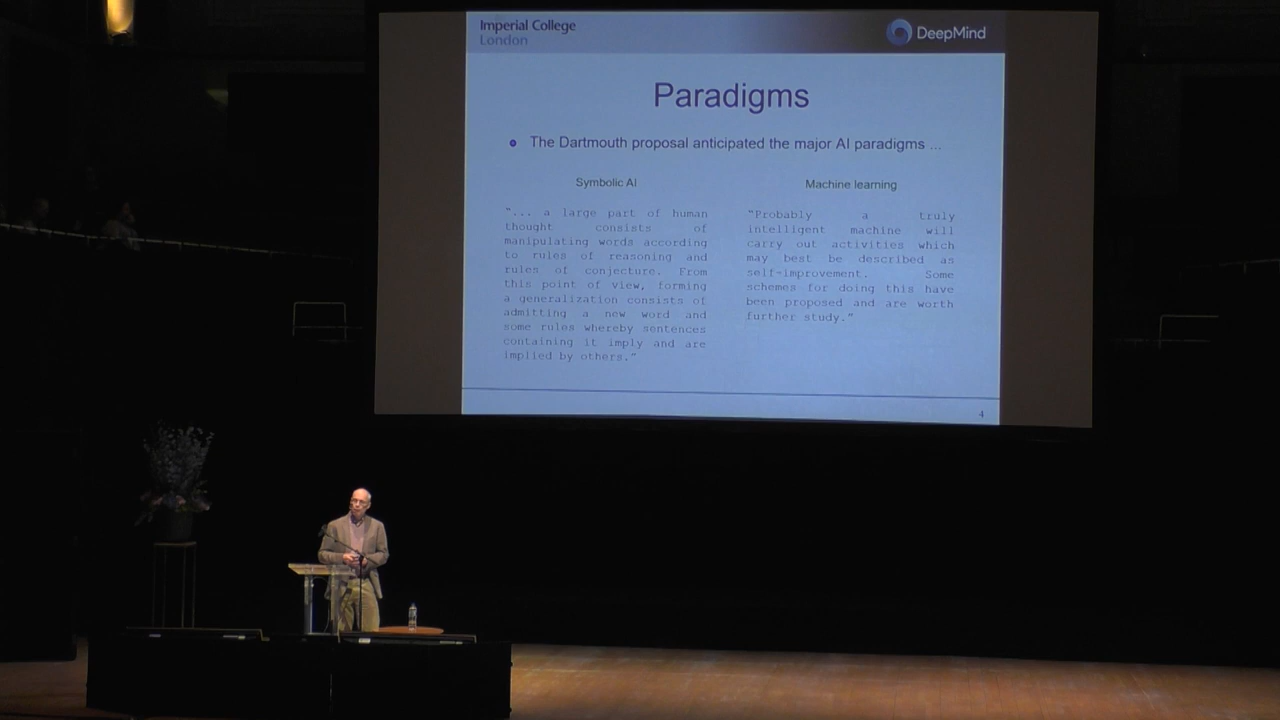 Imperial College
London
DeepMind
Paradigms
The Dartmouth proposal anticipated the major AI paradigms ...
Symbolic AI
"... a large part of human
thought consists of
manipulating words according
to rules of reasoning and
rules of conjecture. From
this point of view, forming
a generalization consists of
admitting a new word and
some rules whereby sentences
containing it imply and are
implied by others."
Machine learning
"Probably a truly
intelligent machine will
carry out activities which
may best be described as
self-improvement. Some
schemes for doing this have
been proposed and are worth
further study."
4